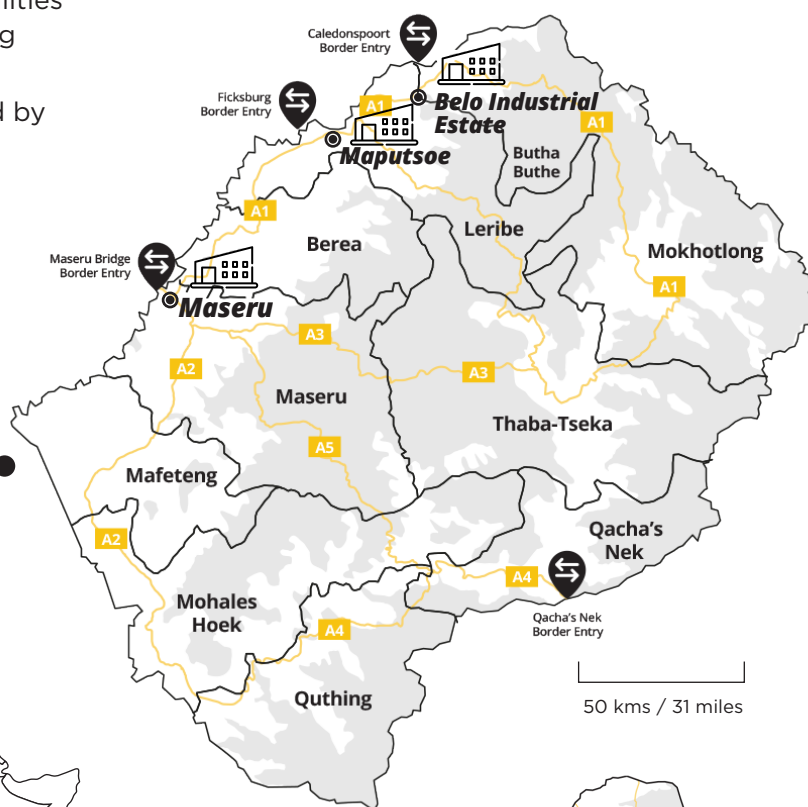 g
d by
Caledonspoort
Border Entry
Ficksburg
Border Entry
A1
Belo Industrial
Estate
A1
Maputsoe
Butha
Buthe
A1
Leribe
Berea
Mokhotlong
Maseru Bridge
Border Entry
A1
Maseru
A3
A2
A3
Maseru
Thaba-Tseka
A5
Mafeteng
A2
Qacha's
Nek
A4
Mohales
Hoek
A4
Qacha's Nek
Border Entry
Quthing
50 kms / 31 miles